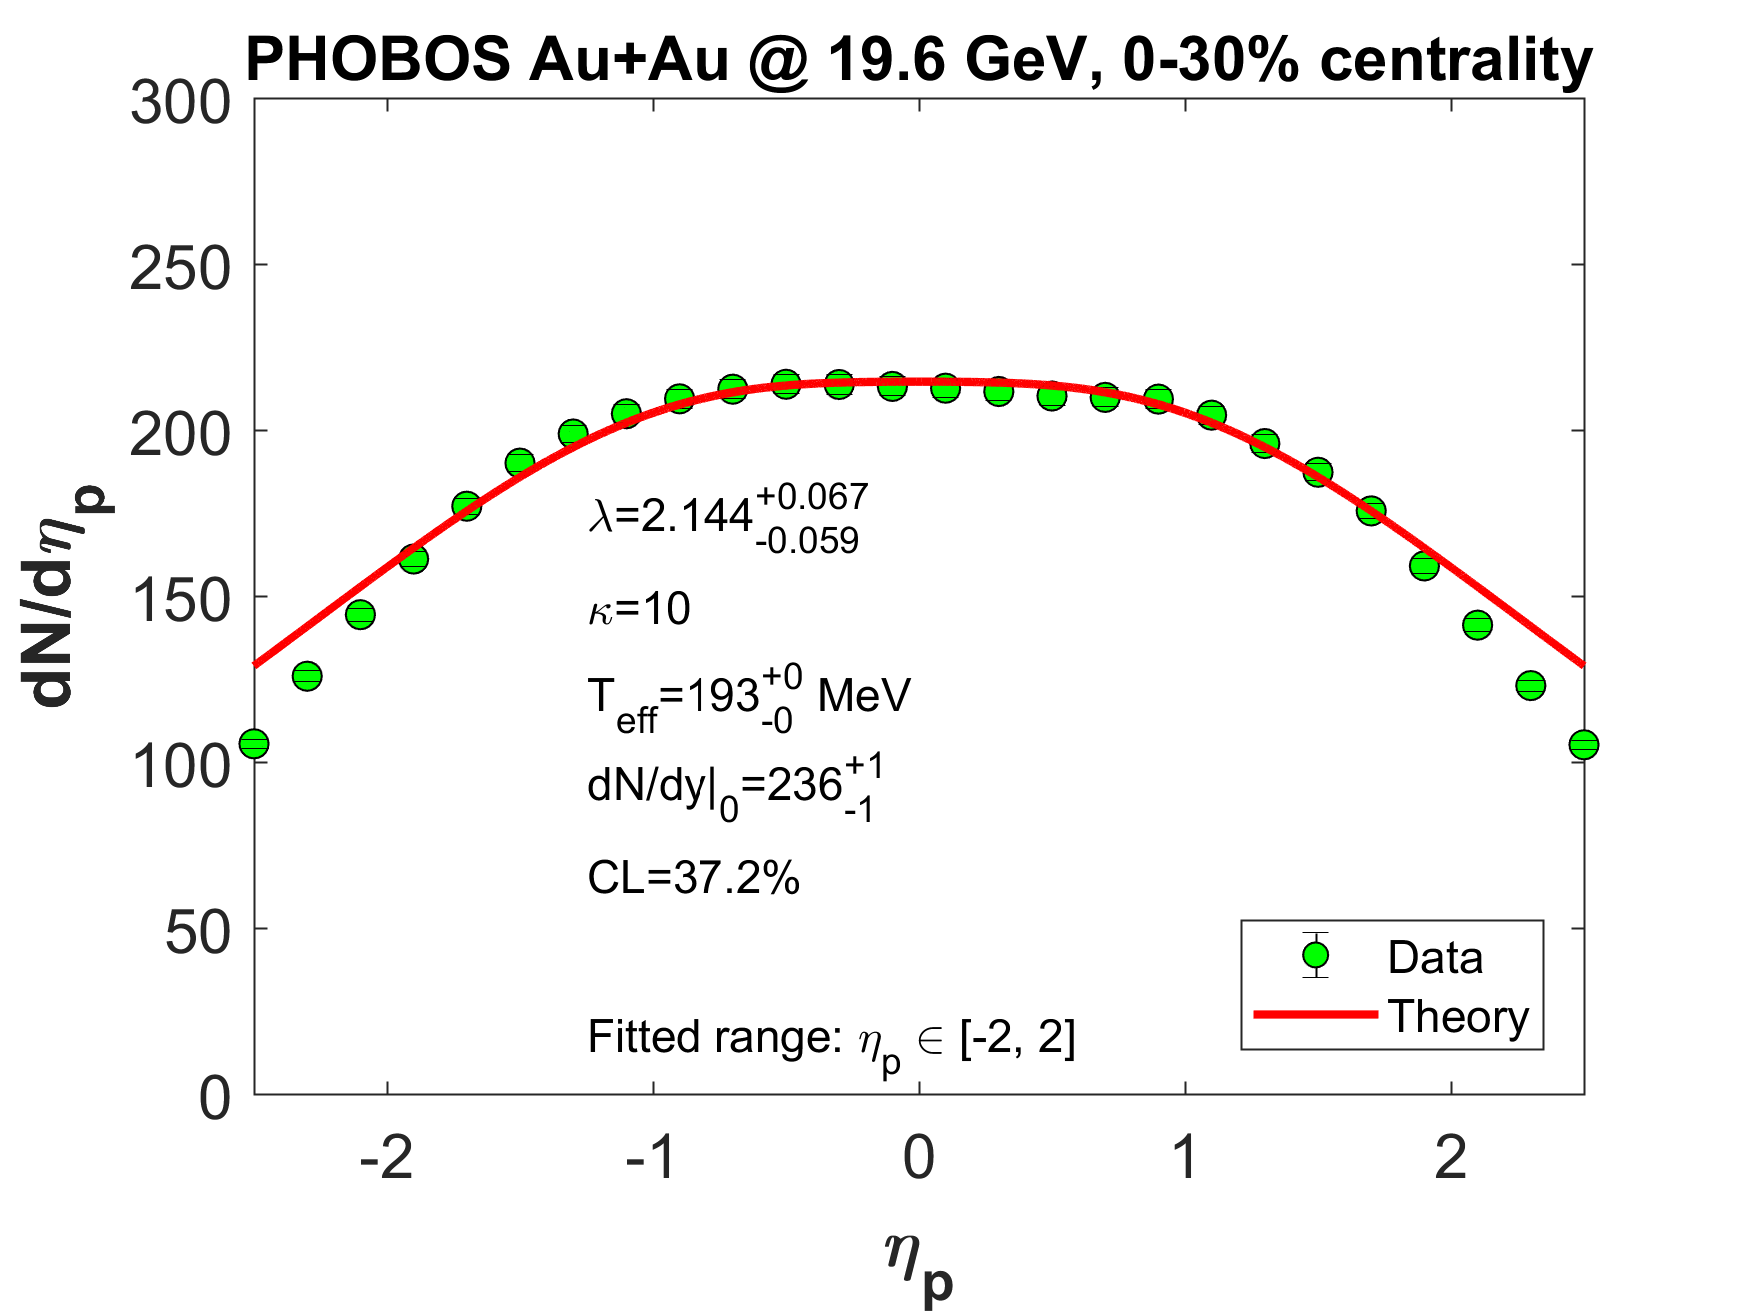 PHOBOS Au+Au @ 19.6 GeV, 0-30% centrality
300
250
200
150
100
50
0
dN/dη_p
λ=2.144^{+0.067}_{-0.059}
κ=10
T_{eff}=193^{+0}_{-0} MeV
dN/dy|_0=236^{+1}_{-1}
CL=37.2%
Fitted range: η_p ∈ [-2, 2]
Data
Theory
-2 -1 0 1 2
η_p